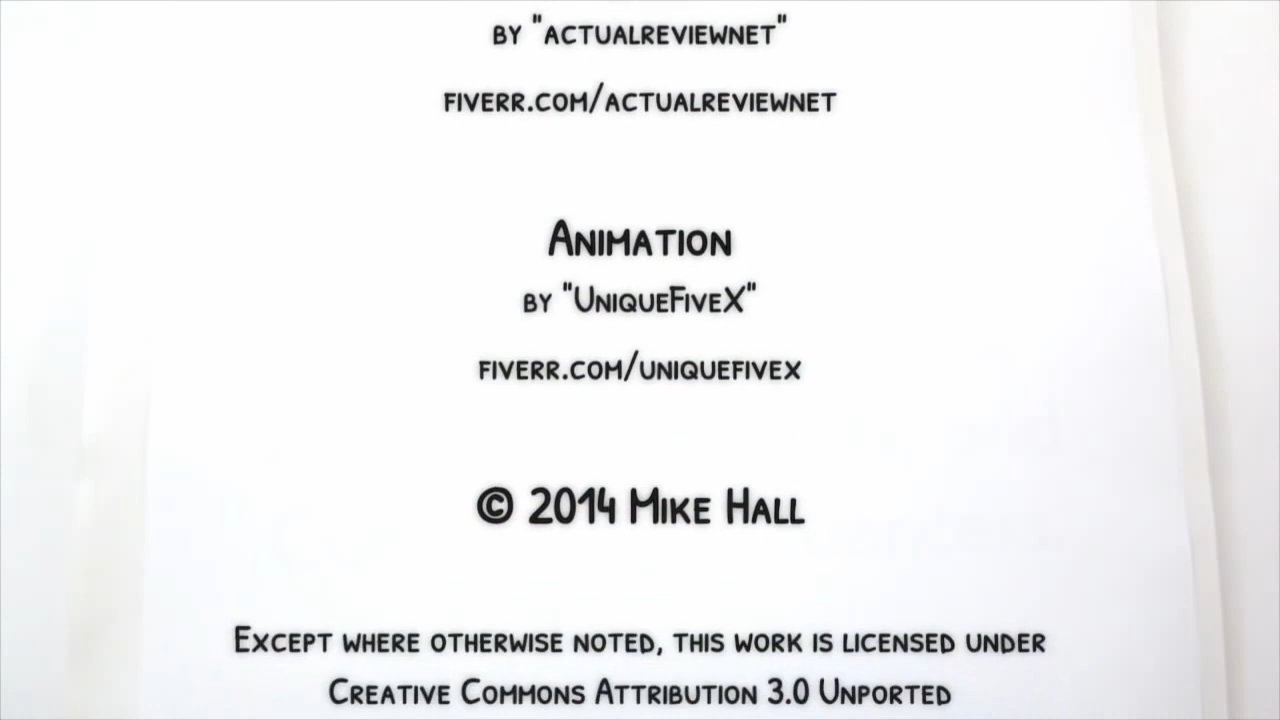 by "actualreviewnet"
fiverr.com/actualreviewnet
Animation
by "UniqueFiveX"
fiverr.com/uniquefivex
© 2014 Mike Hall
Except where otherwise noted, this work is licensed under
Creative Commons Attribution 3.0 Unported